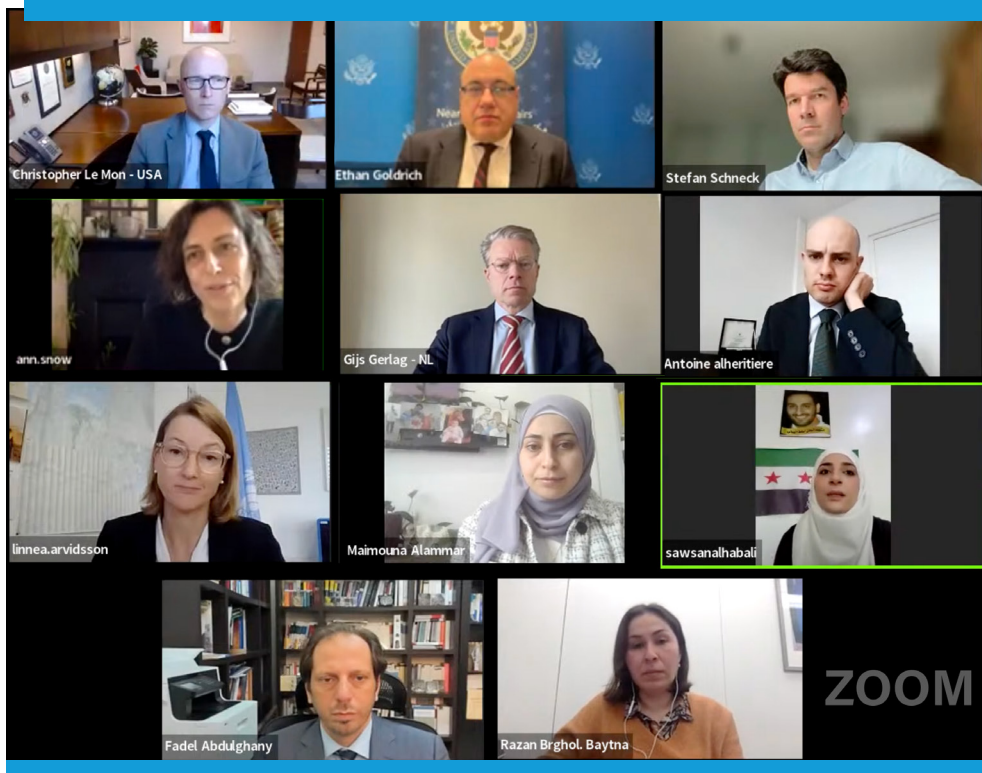 Christopher Le Mon - USA
Ethan Goldrich
Stefan Schneck
ann.snow
Gijs Gerlag - NL
Antoine alheritiere
linnea.arvidsson
Maimouna Alammar
sawsanalhabali
Fadel Abdulghany
Razan Brghol. Baytna
ZOOM